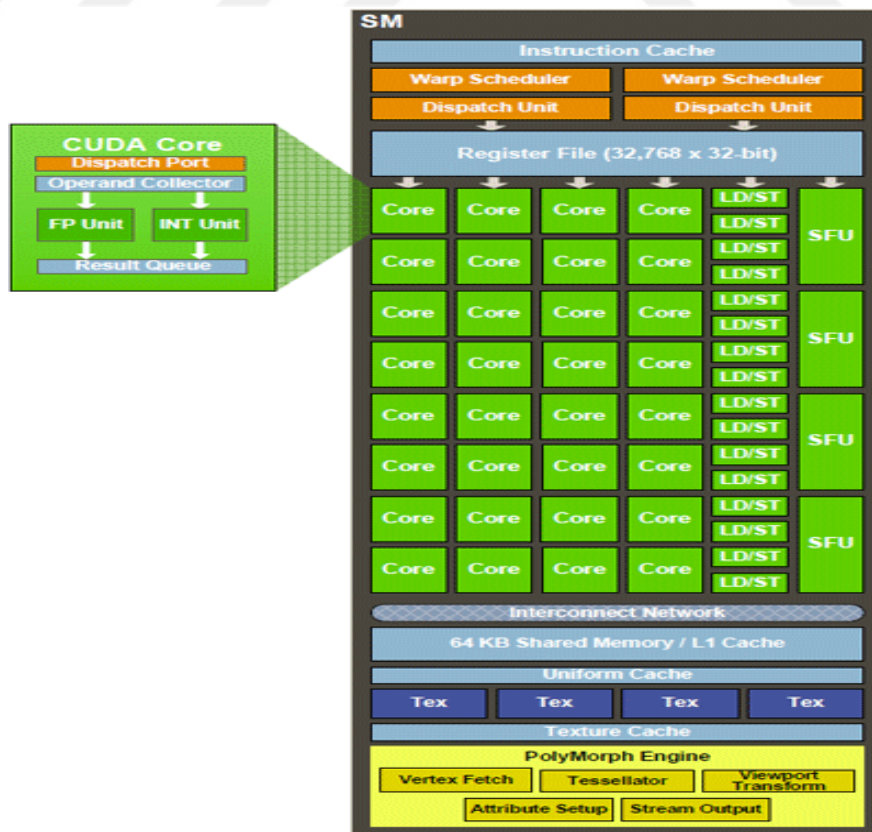 SM
Instruction Cache
Warp Scheduler Warp Scheduler
Dispatch Unit Dispatch Unit
Register File (32,768 x 32-bit)
CUDA Core
Dispatch Port
Operand Collector
FP Unit INT Unit
Result Queue
Core Core Core Core LD/ST SFU
LD/ST
Core Core Core Core LD/ST
LD/ST
Core Core Core Core LD/ST SFU
LD/ST
Core Core Core Core LD/ST
LD/ST
Core Core Core Core LD/ST SFU
LD/ST
Core Core Core Core LD/ST
LD/ST
Core Core Core Core LD/ST SFU
LD/ST
Core Core Core Core LD/ST
LD/ST
Interconnect Network
64 KB Shared Memory / L1 Cache
Uniform Cache
Tex Tex Tex Tex
Texture Cache
PolyMorph Engine
Vertex Fetch Tessellator Viewport Transform
Attribute Setup Stream Output